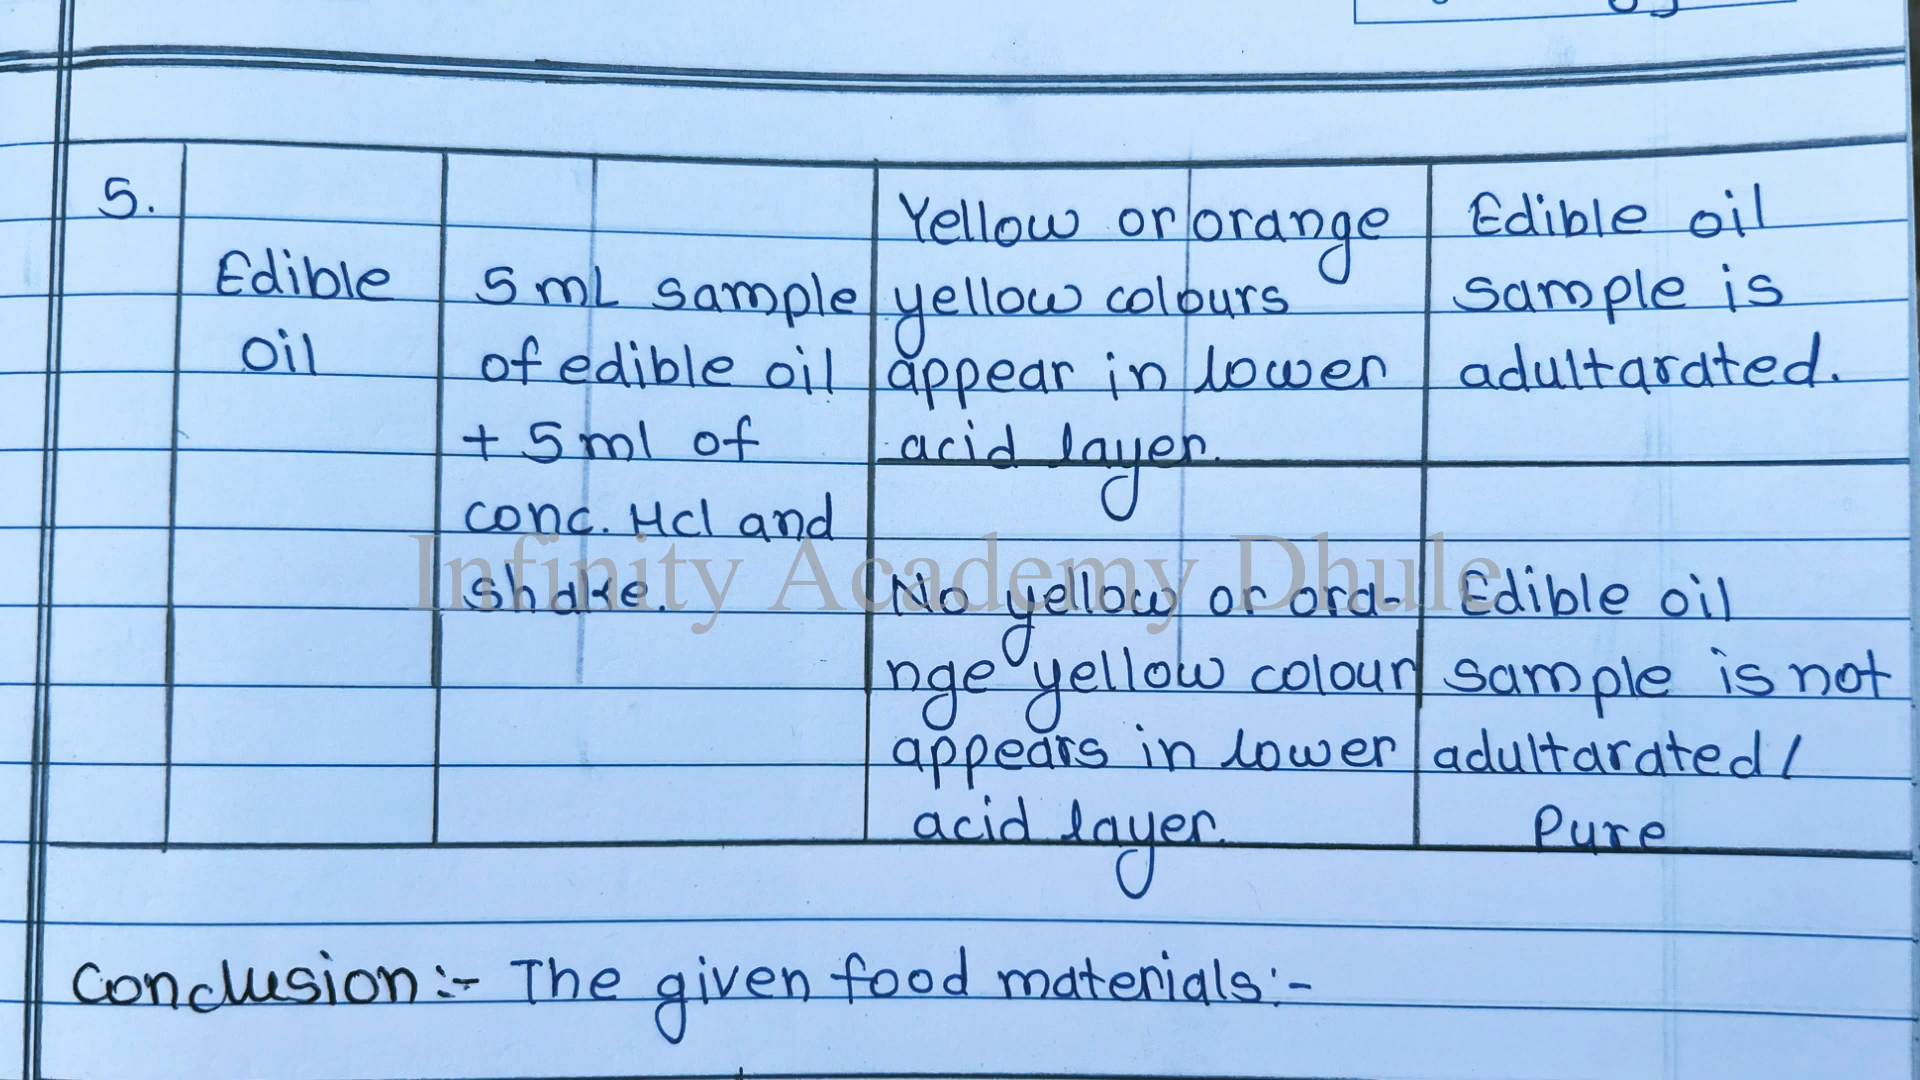 5.
Edible
oil
5 mL sample
of edible oil
+ 5 ml of
conc. Hcl and
shake.
Yellow or orange
yellow colours
appear in lower
acid layer.
Edible oil
sample is
adultarated.
No yellow or ora-
nge yellow colour
appears in lower
acid layer.
Edible oil
sample is not
adultarated /
Pure
Infinity Academy Dhule
Conclusion:- The given food materials:-